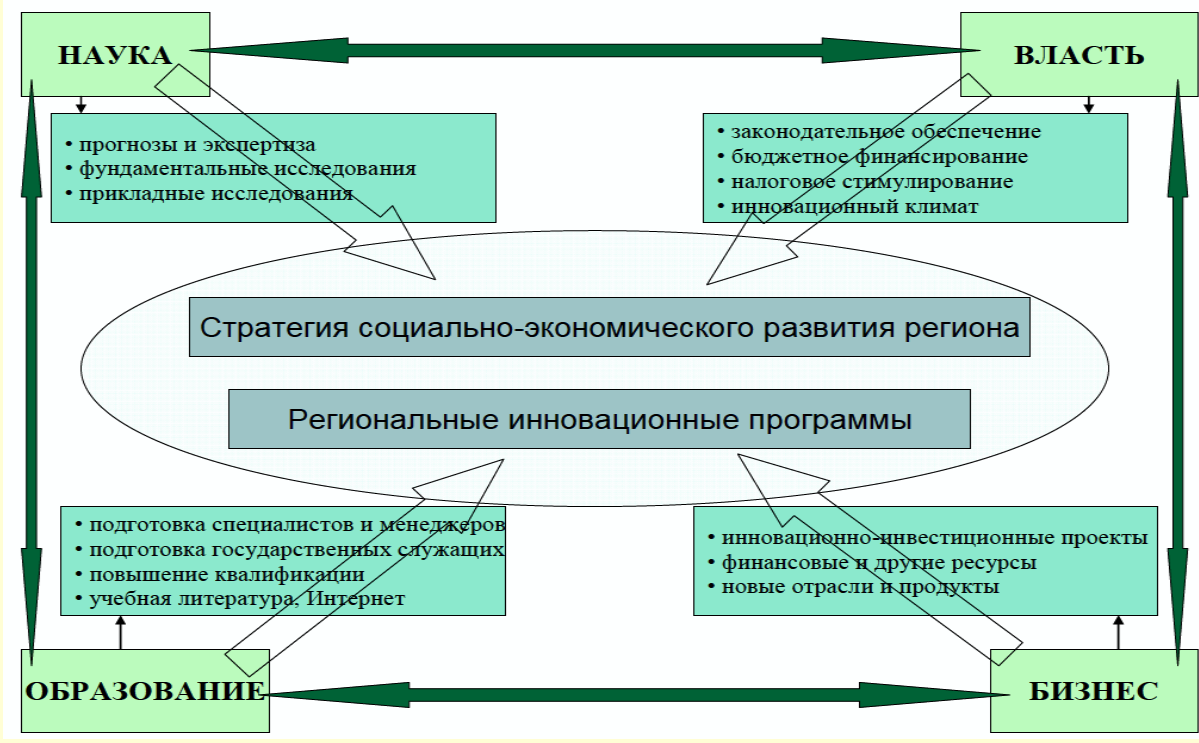 НАУКА
ВЛАСТЬ
• прогнозы и экспертиза
• фундаментальные исследования
• прикладные исследования
• законодательное обеспечение
• бюджетное финансирование
• налоговое стимулирование
• инновационный климат
Стратегия социально-экономического развития региона
Региональные инновационные программы
• подготовка специалистов и менеджеров
• подготовка государственных служащих
• повышение квалификации
• учебная литература, Интернет
• инновационно-инвестиционные проекты
• финансовые и другие ресурсы
• новые отрасли и продукты
ОБРАЗОВАНИЕ
БИЗНЕС